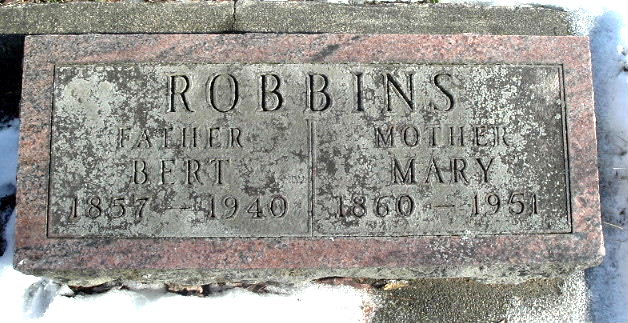 ROBBINS
FATHER MOTHER
BERT MARY
1857 — 1940 1860 — 1951